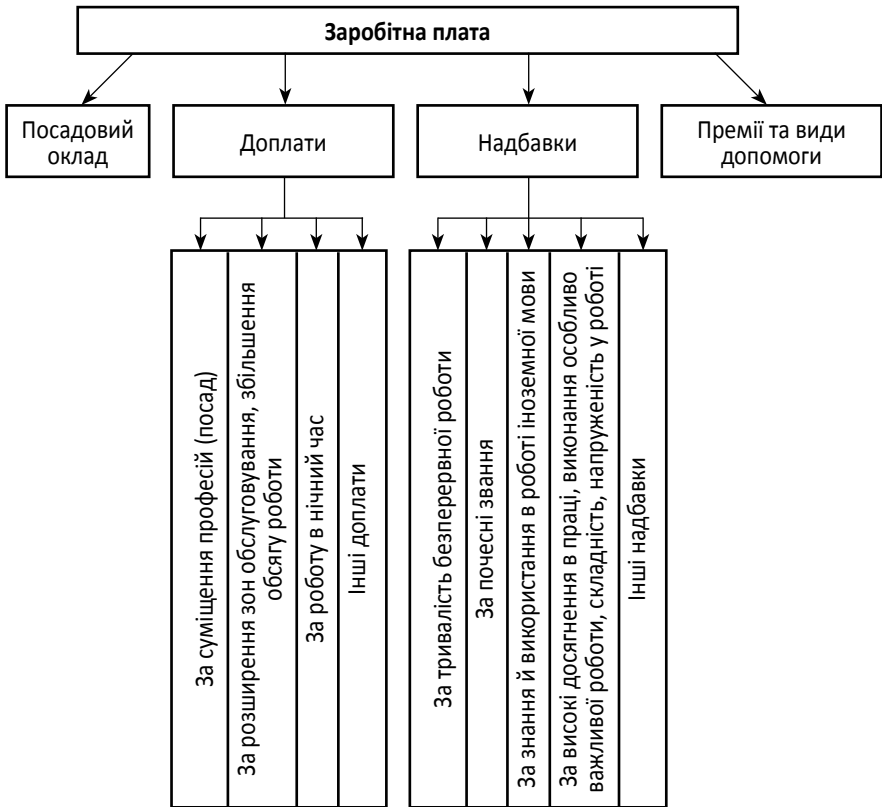 Заробітна плата
Посадовий
оклад
Доплати
Надбавки
Премії та види
допомоги
За суміщення професій (посад)
За розширення зон обслуговування, збільшення
обсягу роботи
За роботу в нічний час
Інші доплати
За тривалість безперервної роботи
За почесні звання
За знання й використання в роботі іноземної мови
За високі досягнення в праці, виконання особливо
важливої роботи, складність, напруженість у роботі
Інші надбавки